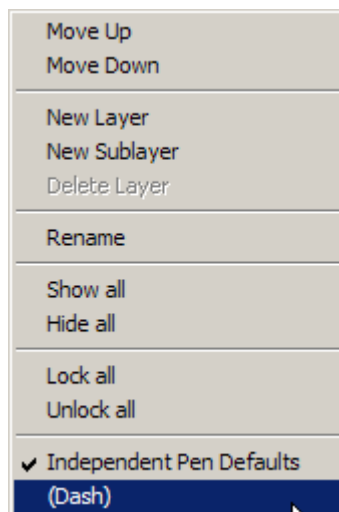 Move Up
Move Down
New Layer
New Sublayer
Delete Layer
Rename
Show all
Hide all
Lock all
Unlock all
Independent Pen Defaults
(Dash)